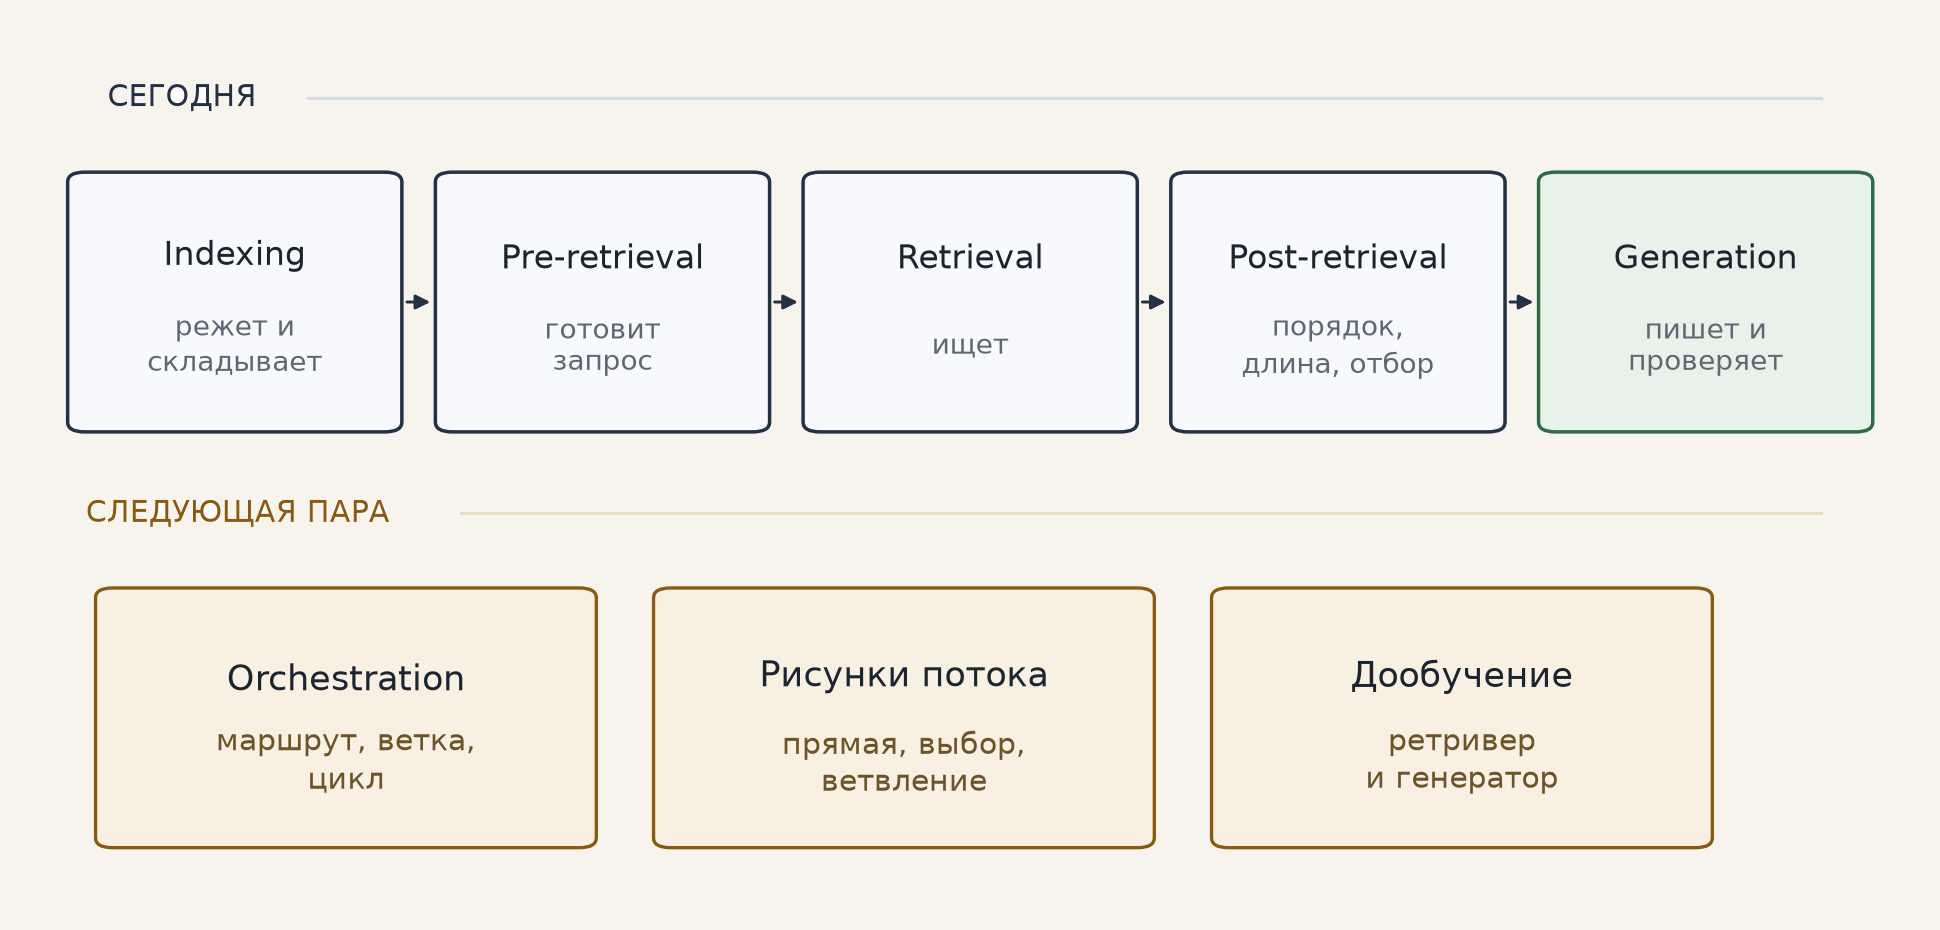 СЕГОДНЯ
Indexing
режет и
складывает
Pre-retrieval
готовит
запрос
Retrieval
ищет
Post-retrieval
порядок,
длина, отбор
Generation
пишет и
проверяет
СЛЕДУЮЩАЯ ПАРА
Orchestration
маршрут, ветка,
цикл
Рисунки потока
прямая, выбор,
ветвление
Дообучение
ретривер
и генератор